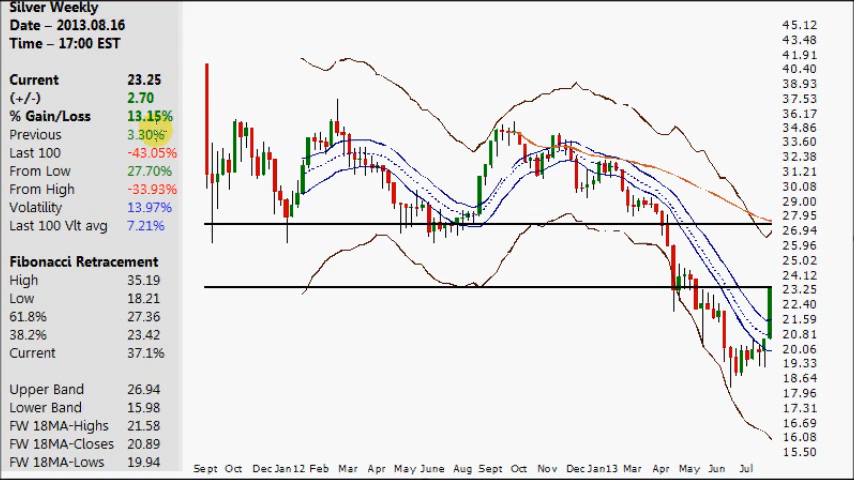 Silver Weekly
Date – 2013.08.16
Time – 17:00 EST
Current 23.25
(+/-) 2.70
% Gain/Loss 13.15%
Previous 3.30%
Last 100 -43.05%
From Low 27.70%
From High -33.93%
Volatility 13.97%
Last 100 Vlt avg 7.21%
Fibonacci Retracement
High 35.19
Low 18.21
61.8% 27.36
38.2% 23.42
Current 37.1%
Upper Band 26.94
Lower Band 15.98
FW 18MA-Highs 21.58
FW 18MA-Closes 20.89
FW 18MA-Lows 19.94
45.12
43.48
41.91
40.40
38.93
37.53
36.17
34.86
33.60
32.38
31.21
30.08
29.00
27.95
26.94
25.96
25.02
24.12
23.25
22.40
21.59
20.81
20.06
19.33
18.64
17.96
17.31
16.69
16.08
15.50
Sept Oct Dec Jan12 Feb Mar Apr May June Aug Sept Oct Nov Dec Jan13 Mar Apr May Jun Jul